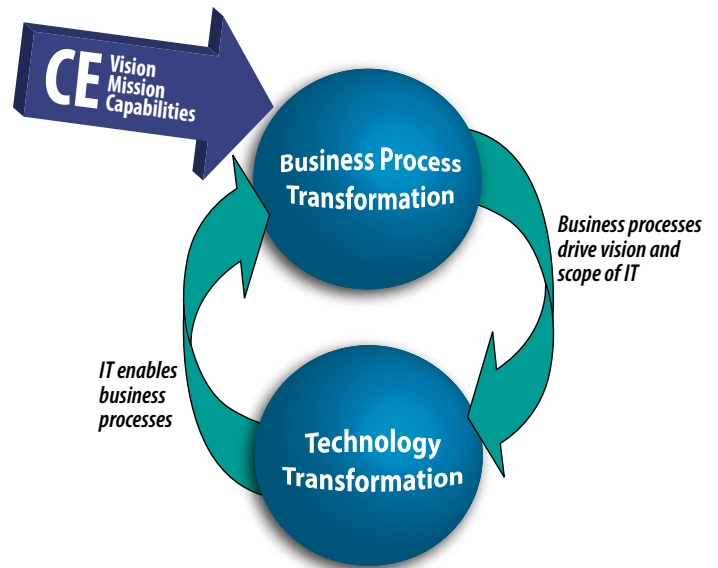 CE Vision
Mission
Capabilities
Business Process
Transformation
Business processes
drive vision and
scope of IT
IT enables
business
processes
Technology
Transformation